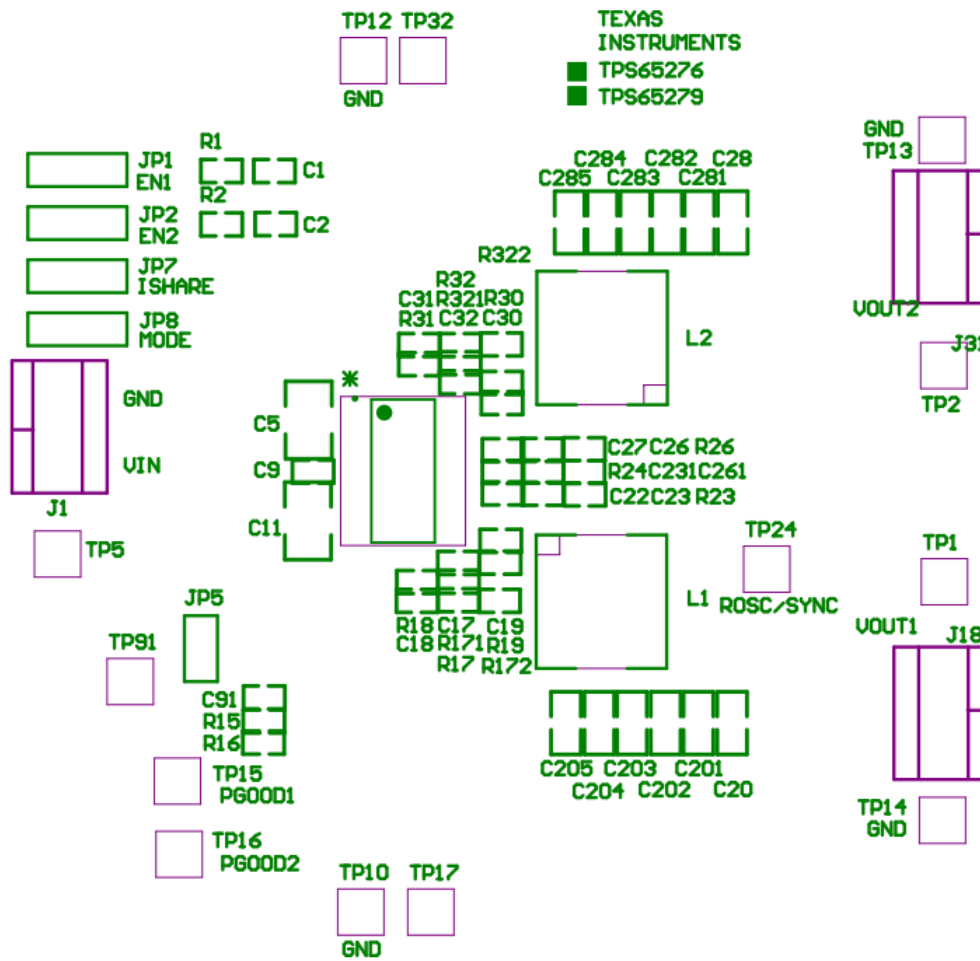 TP12 TP32
GND
TEXAS
INSTRUMENTS
TPS65276
TPS65279
GND
TP13
R1
JP1
EN1
C1
R2
JP2
EN2
C2
JP7
ISHARE
JP8
MODE
C284 C282 C28
C285 C283 C281
R322
R32
C31 R321 R30
R31 C32 C30
L2
VOUT2
J31
TP2
GND
VIN
J1
TP5
*
C5
C9
C11
C27 C26 R26
R24 C231 C261
C22 C23 R23
TP24
ROSC/SYNC
TP1
L1
VOUT1
J18
JP5
TP91
R18 C17 C19
C18 R171 R19
R17 R172
C91
R15
R16
TP15
PGOOD1
TP16
PGOOD2
C205 C203 C201
C204 C202 C20
TP14
GND
TP10 TP17
GND